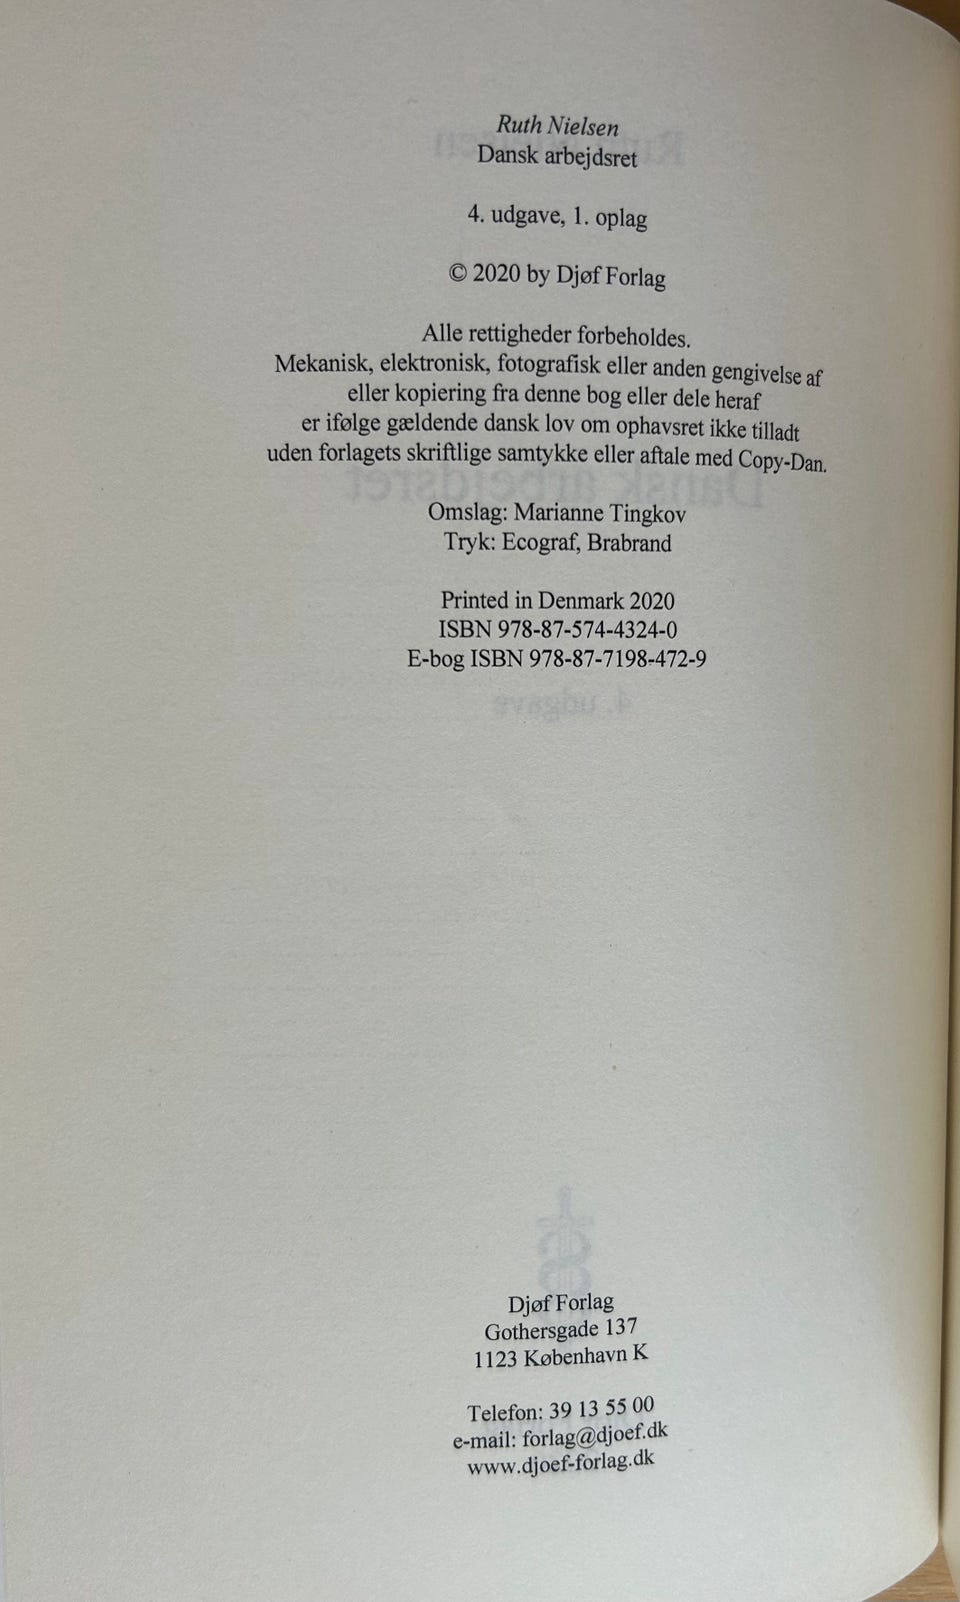 Ruth Nielsen
Dansk arbejdsret
4. udgave, 1. oplag
© 2020 by Djøf Forlag
Alle rettigheder forbeholdes.
Mekanisk, elektronisk, fotografisk eller anden gengivelse af
eller kopiering fra denne bog eller dele heraf
er ifølge gældende dansk lov om ophavsret ikke tilladt
uden forlagets skriftlige samtykke eller aftale med Copy-Dan.
Omslag: Marianne Tingkov
Tryk: Ecograf, Brabrand
Printed in Denmark 2020
ISBN 978-87-574-4324-0
E-bog ISBN 978-87-7198-472-9
Djøf Forlag
Gothersgade 137
1123 København K
Telefon: 39 13 55 00
e-mail: forlag@djoef.dk
www.djoef-forlag.dk